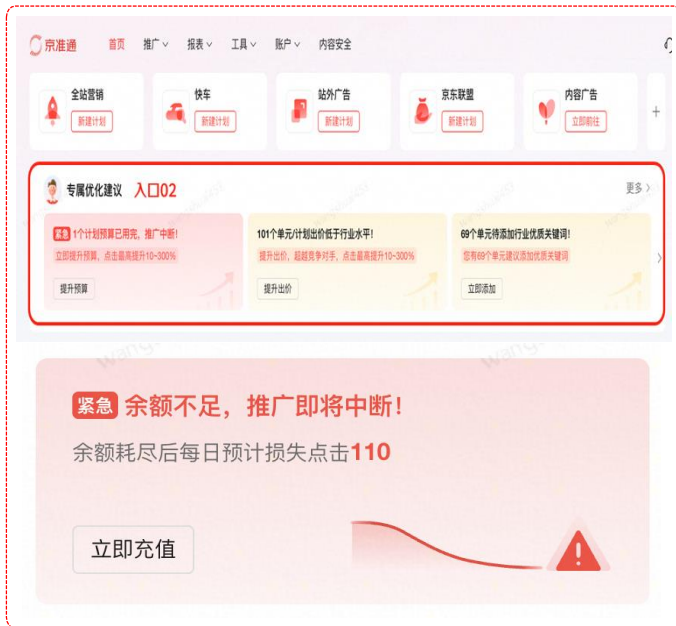 京准通 首页 推广 报表 工具 账户 内容安全
全站营销 快车 站外广告 京东联盟 内容广告
新建计划 新建计划 新建计划 新建计划 立即前往
专属优化建议 入口02 更多
紧急 1个计划预算已用完，推广中断！ 101个单元/计划出价低于行业水平！ 69个单元待添加行业优质关键词！
立即提升预算，点击最高提升10~300% 提升出价，超越竞争对手，点击最高提升10~300% 您有69个单元建议添加优质关键词
提升预算 提升出价 立即添加
紧急 余额不足，推广即将中断！
余额耗尽后每日预计损失点击110
立即充值